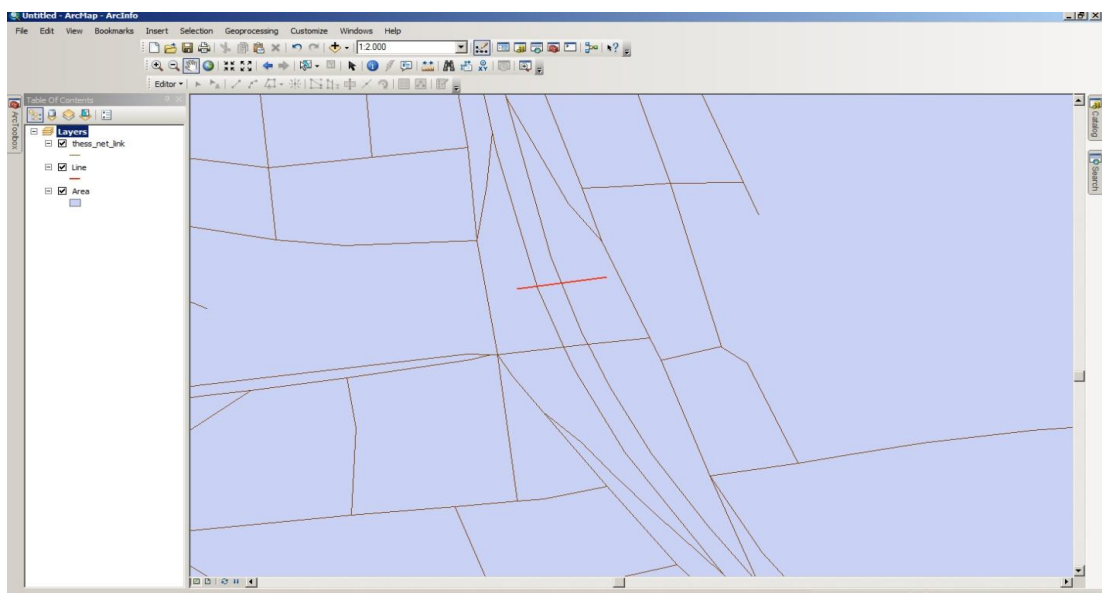 Untitled - ArcMap - ArcInfo
File Edit View Bookmarks Insert Selection Geoprocessing Customize Windows Help
1:2.000
Editor
Table Of Contents
ArcToolbox
Layers
thess_net_link
Line
Area
Catalog
Search